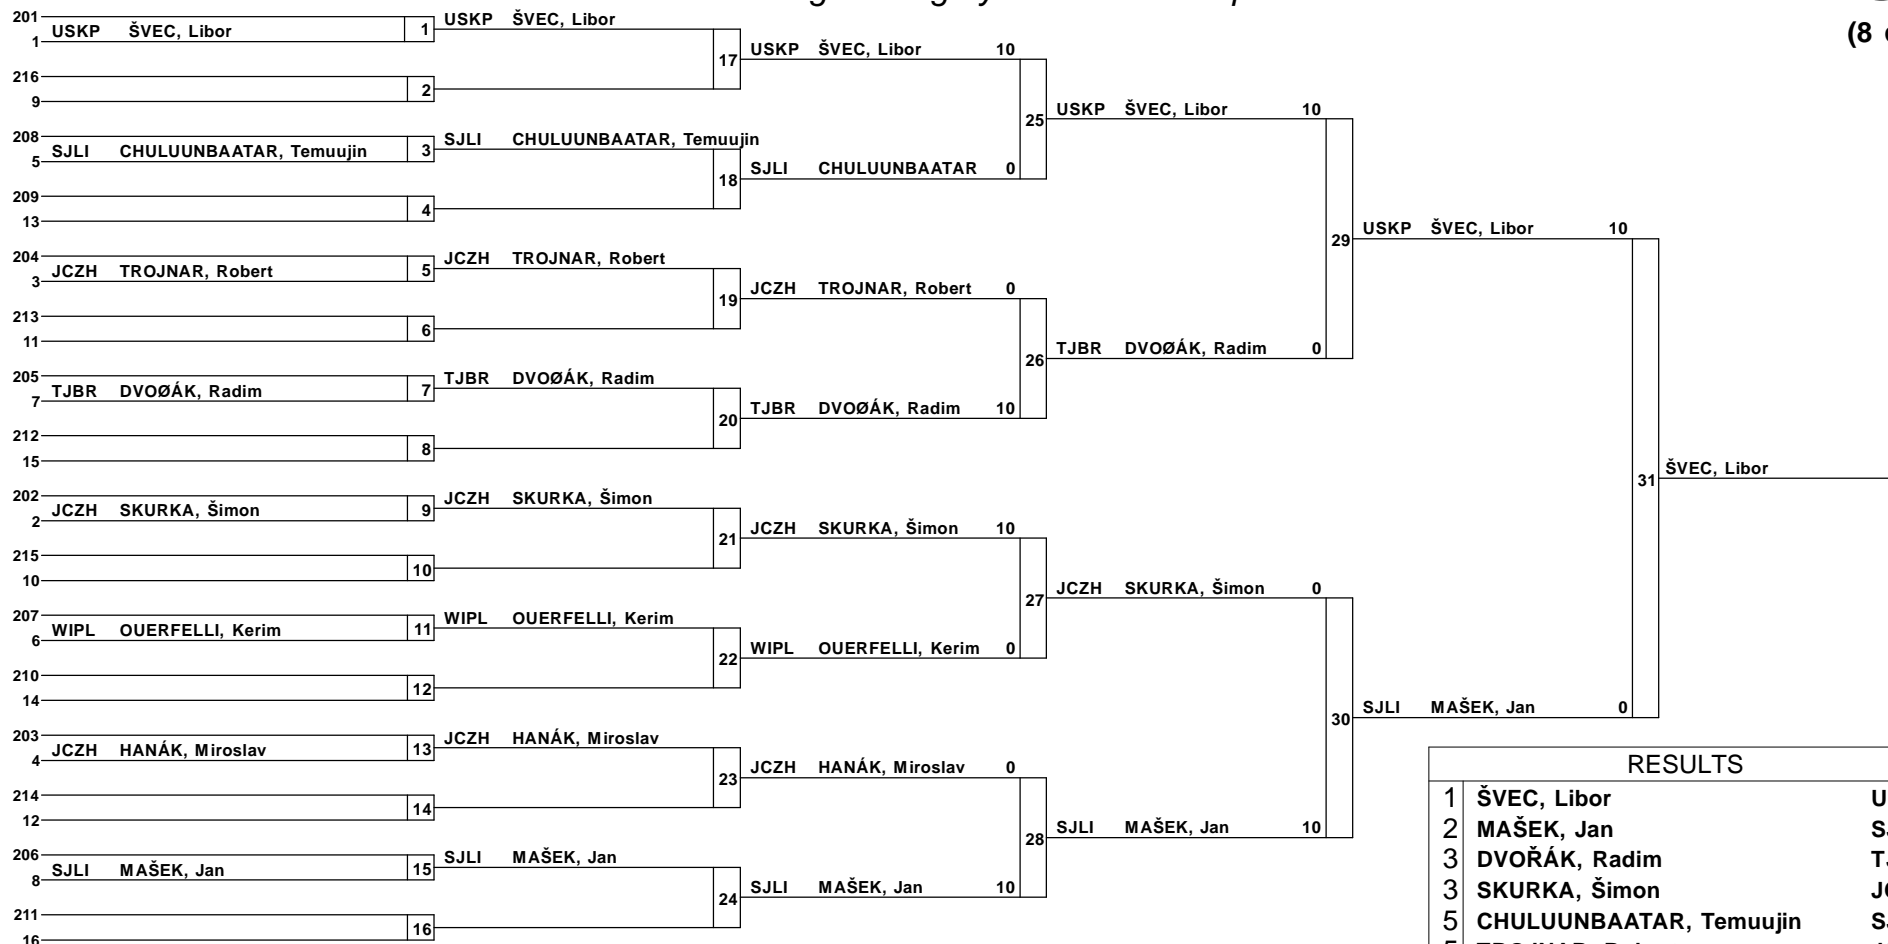 (8
201
USKP ŠVEC, Libor 1
1
USKP ŠVEC, Libor
17
USKP ŠVEC, Libor 10
216
2
9
208
SJLI CHULUUNBAATAR, Temuujin 3
5
SJLI CHULUUNBAATAR, Temuujin
18
SJLI CHULUUNBAATAR 0
25
USKP ŠVEC, Libor 10
209
4
13
204
JCZH TROJNAR, Robert 5
3
JCZH TROJNAR, Robert
19
JCZH TROJNAR, Robert 0
29
USKP ŠVEC, Libor 10
213
6
11
26
TJBR DVOØÁK, Radim 0
205
TJBR DVOØÁK, Radim 7
7
TJBR DVOØÁK, Radim
20
TJBR DVOØÁK, Radim 10
212
8
15
31
ŠVEC, Libor
202
JCZH SKURKA, Šimon 9
2
JCZH SKURKA, Šimon
21
JCZH SKURKA, Šimon 10
215
10
10
27
JCZH SKURKA, Šimon 0
207
WIPL OUERFELLI, Kerim 11
6
WIPL OUERFELLI, Kerim
22
WIPL OUERFELLI, Kerim 0
210
12
14
30
SJLI MAŠEK, Jan 0
203
JCZH HANÁK, Miroslav 13
4
JCZH HANÁK, Miroslav
23
JCZH HANÁK, Miroslav 0
214
14
12
28
SJLI MAŠEK, Jan 10
206
SJLI MAŠEK, Jan 15
8
SJLI MAŠEK, Jan
24
SJLI MAŠEK, Jan 10
211
16
16
RESULTS
1 ŠVEC, Libor
2 MAŠEK, Jan
3 DVOŘÁK, Radim
3 SKURKA, Šimon
5 CHULUUNBAATAR, Temuujin